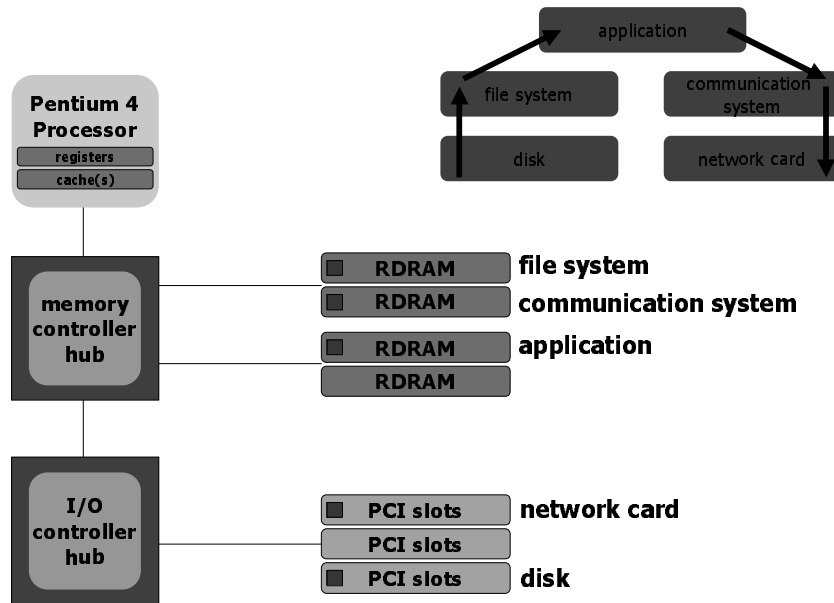 application
file system
communication
system
disk
network card
Pentium 4
Processor
registers
cache(s)
memory
controller
hub
RDRAM
file system
RDRAM
communication system
RDRAM
application
RDRAM
I/O
controller
hub
PCI slots
network card
PCI slots
PCI slots
disk